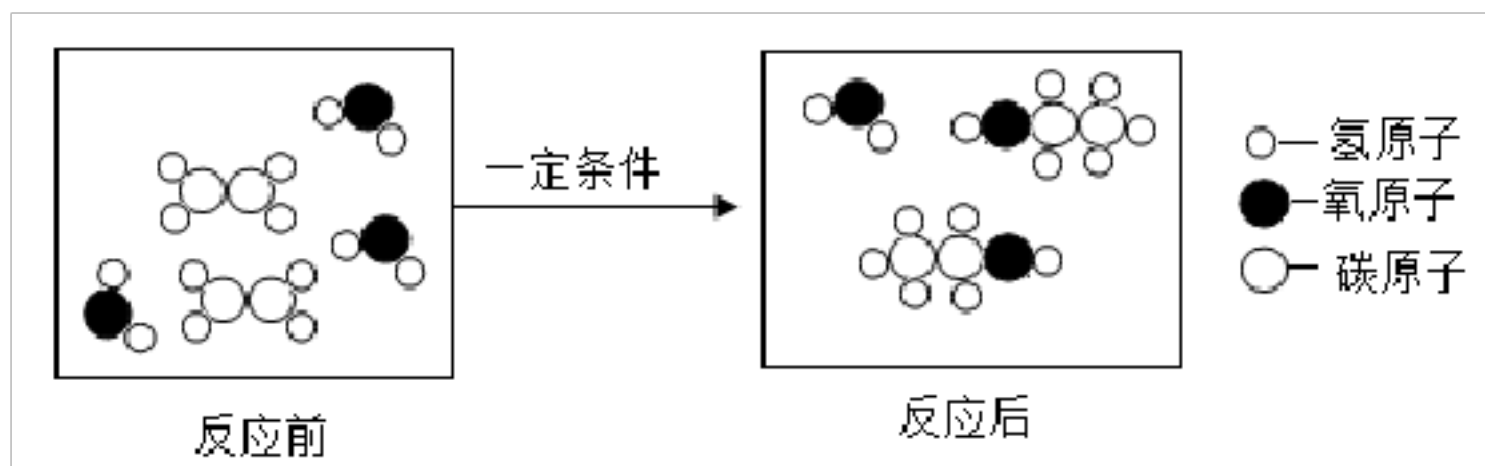 一定条件
氢原子
氧原子
碳原子
反应前
反应后